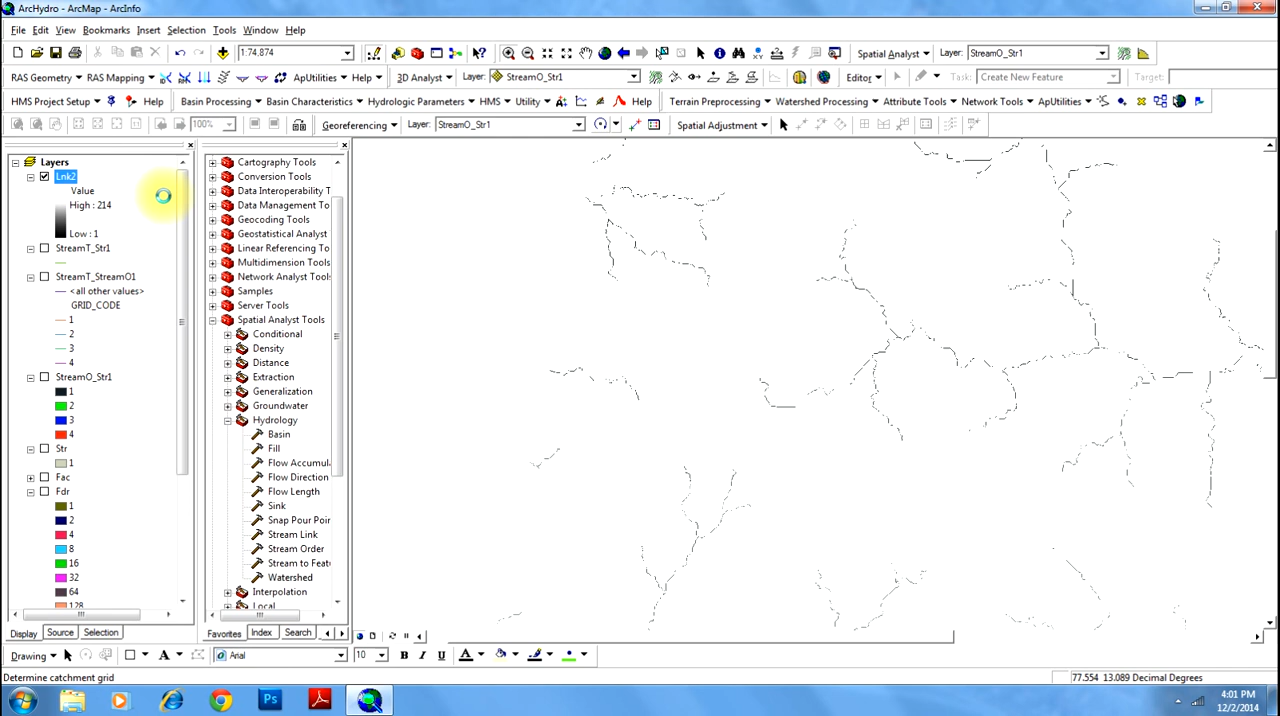 ArcHydro - ArcMap - ArcInfo
File Edit View Bookmarks Insert Selection Tools Window Help
1:74,874 Spatial Analyst Layer: StreamO_Str1
RAS Geometry RAS Mapping ApUtilities Help 3D Analyst Layer: StreamO_Str1 Editor Task: Create New Feature Target:
HMS Project Setup Help Basin Processing Basin Characteristics Hydrologic Parameters HMS Utility Help Terrain Preprocessing Watershed Processing Attribute Tools Network Tools ApUtilities
100% Georeferencing Layer: StreamO_Str1 Spatial Adjustment
Layers
Lnk2
Value
High : 214
Low : 1
StreamT_Str1
StreamT_StreamO1
<all other values>
GRID_CODE
1
2
3
4
StreamO_Str1
1
2
3
4
Str
1
Fac
Fdr
1
2
4
8
16
32
64
128
Display Source Selection
Cartography Tools
Conversion Tools
Data Interoperability T
Data Management To
Geocoding Tools
Geostatistical Analyst
Linear Referencing To
Multidimension Tools
Network Analyst Tools
Samples
Server Tools
Spatial Analyst Tools
Conditional
Density
Distance
Extraction
Generalization
Groundwater
Hydrology
Basin
Fill
Flow Accumul
Flow Direction
Flow Length
Sink
Snap Pour Poin
Stream Link
Stream Order
Stream to Feat
Watershed
Interpolation
Local
Favorites Index Search
Drawing A Arial 10 B I U A
Determine catchment grid 77.554 13.089 Decimal Degrees
Ps
4:01 PM
12/2/2014